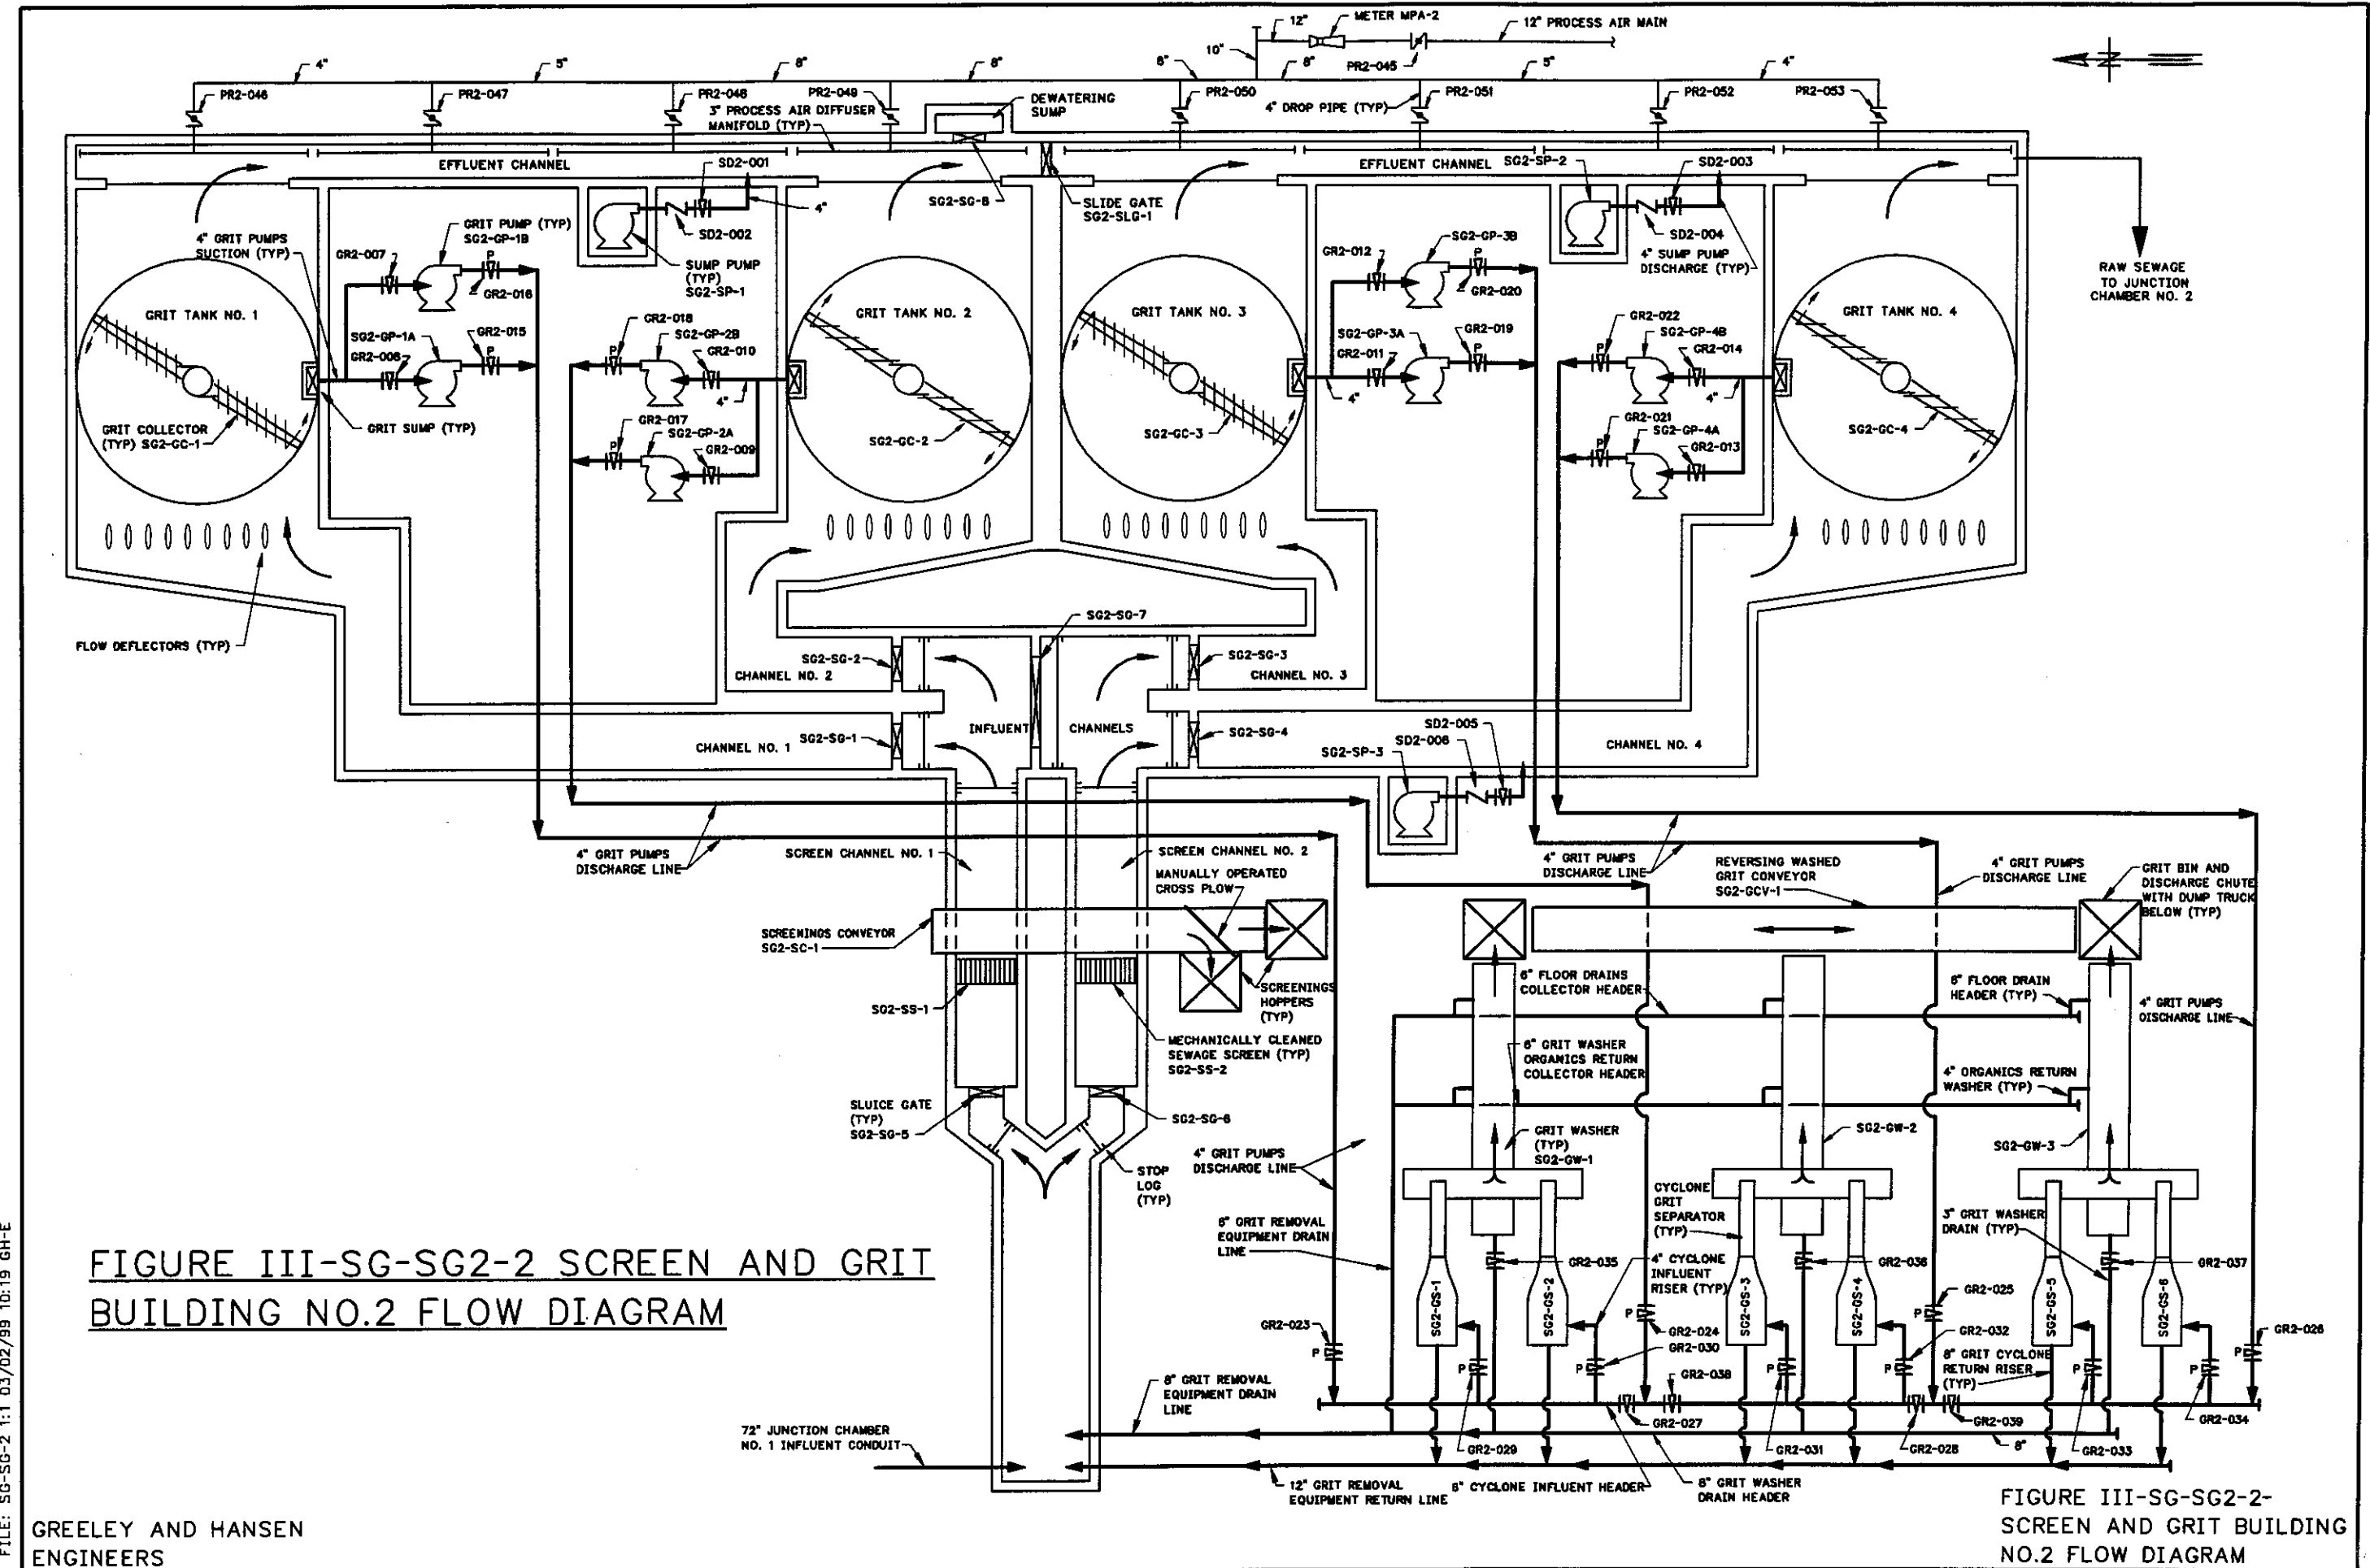 12"
METER MPA-2
12" PROCESS AIR MAIN
10"
PR2-045
4"
5"
8"
8"
6"
8"
5"
4"
PR2-046
PR2-047
PR2-048
PR2-049
3" PROCESS AIR DIFFUSER
MANIFOLD (TYP)
DEWATERING
SUMP
PR2-050
4" DROP PIPE (TYP)
PR2-051
PR2-052
PR2-053
EFFLUENT CHANNEL
SD2-001
EFFLUENT CHANNEL
SG2-SP-2
SD2-003
SG2-SG-8
SLIDE GATE
SG2-SLG-1
4"
SD2-002
SD2-004
4" GRIT PUMPS
SUCTION (TYP)
GRIT PUMP (TYP)
SG2-GP-1B
GR2-007
P
GR2-016
SUMP PUMP
(TYP)
SG2-SP-1
GR2-012
SG2-GP-3B
P
GR2-020
4" SUMP PUMP
DISCHARGE (TYP)
RAW SEWAGE
TO JUNCTION
CHAMBER NO. 2
GRIT TANK NO. 1
SG2-GP-1A
GR2-015
GR2-008
P
GR2-018
SG2-GP-2B
P
GR2-010
4"
GRIT TANK NO. 2
GRIT TANK NO. 3
SG2-GP-3A
GR2-019
GR2-011
P
4"
GR2-022
SG2-GP-4B
P
GR2-014
4"
GRIT TANK NO. 4
GRIT COLLECTOR
(TYP) SG2-GC-1
GRIT SUMP (TYP)
GR2-017
P
SG2-GP-2A
GR2-009
SG2-GC-2
SG2-GC-3
GR2-021
P
SG2-GP-4A
GR2-013
SG2-GC-4
FLOW DEFLECTORS (TYP)
SG2-SG-7
SG2-SG-2
CHANNEL NO. 2
SG2-SG-3
CHANNEL NO. 3
CHANNEL NO. 1
SG2-SG-1
INFLUENT
CHANNELS
SG2-SG-4
SD2-005
SD2-006
SG2-SP-3
CHANNEL NO. 4
4" GRIT PUMPS
DISCHARGE LINE
SCREEN CHANNEL NO. 1
SCREEN CHANNEL NO. 2
MANUALLY OPERATED
CROSS FLOW
4" GRIT PUMPS
DISCHARGE LINE
REVERSING WASHED
GRIT CONVEYOR
SG2-GCV-1
4" GRIT PUMPS
DISCHARGE LINE
GRIT BIN AND
DISCHARGE CHUTE
WITH DUMP TRUCK
BELOW (TYP)
SCREENINGS CONVEYOR
SG2-SC-1
SG2-SS-1
SCREENINGS
HOPPERS
(TYP)
6" FLOOR DRAINS
COLLECTOR HEADER
6" FLOOR DRAIN
HEADER (TYP)
4" GRIT PUMPS
DISCHARGE LINE
MECHANICALLY CLEANED
SEWAGE SCREEN (TYP)
SG2-SS-2
6" GRIT WASHER
ORGANICS RETURN
COLLECTOR HEADER
4" ORGANICS RETURN
WASHER (TYP)
SLUICE GATE
(TYP)
SG2-SG-5
SG2-SG-6
STOP
LOG
(TYP)
4" GRIT PUMPS
DISCHARGE LINE
GRIT WASHER
(TYP)
SG2-GW-1
SG2-GW-2
SG2-GW-3
CYCLONE
GRIT
SEPARATOR
(TYP)
3" GRIT WASHER
DRAIN (TYP)
8" GRIT REMOVAL
EQUIPMENT DRAIN
LINE
4" CYCLONE
INFLUENT
RISER (TYP)
GR2-035
GR2-036
GR2-037
GR2-025
SG2-GS-1
SG2-GS-2
SG2-GS-3
SG2-GS-4
SG2-GS-5
SG2-GS-6
GR2-023
P
P
GR2-024
GR2-030
P
GR2-032
GR2-026
P
8" GRIT CYCLONE
RETURN RISER
(TYP)
P
P
P
P
P
P
GR2-038
8" GRIT REMOVAL
EQUIPMENT DRAIN
LINE
GR2-027
GR2-039
GR2-034
72" JUNCTION CHAMBER
NO. 1 INFLUENT CONDUIT
GR2-029
GR2-031
GR2-028
8"
GR2-033
12" GRIT REMOVAL
EQUIPMENT RETURN LINE
6" CYCLONE INFLUENT HEADER
8" GRIT WASHER
DRAIN HEADER
FIGURE III-SG-SG2-2 SCREEN AND GRIT
BUILDING NO.2 FLOW DIAGRAM
FILE: SG-SG-2 1:1 03/02/99 10:19 GH-E
GREELEY AND HANSEN
ENGINEERS
FIGURE III-SG-SG2-2-
SCREEN AND GRIT BUILDING
NO.2 FLOW DIAGRAM